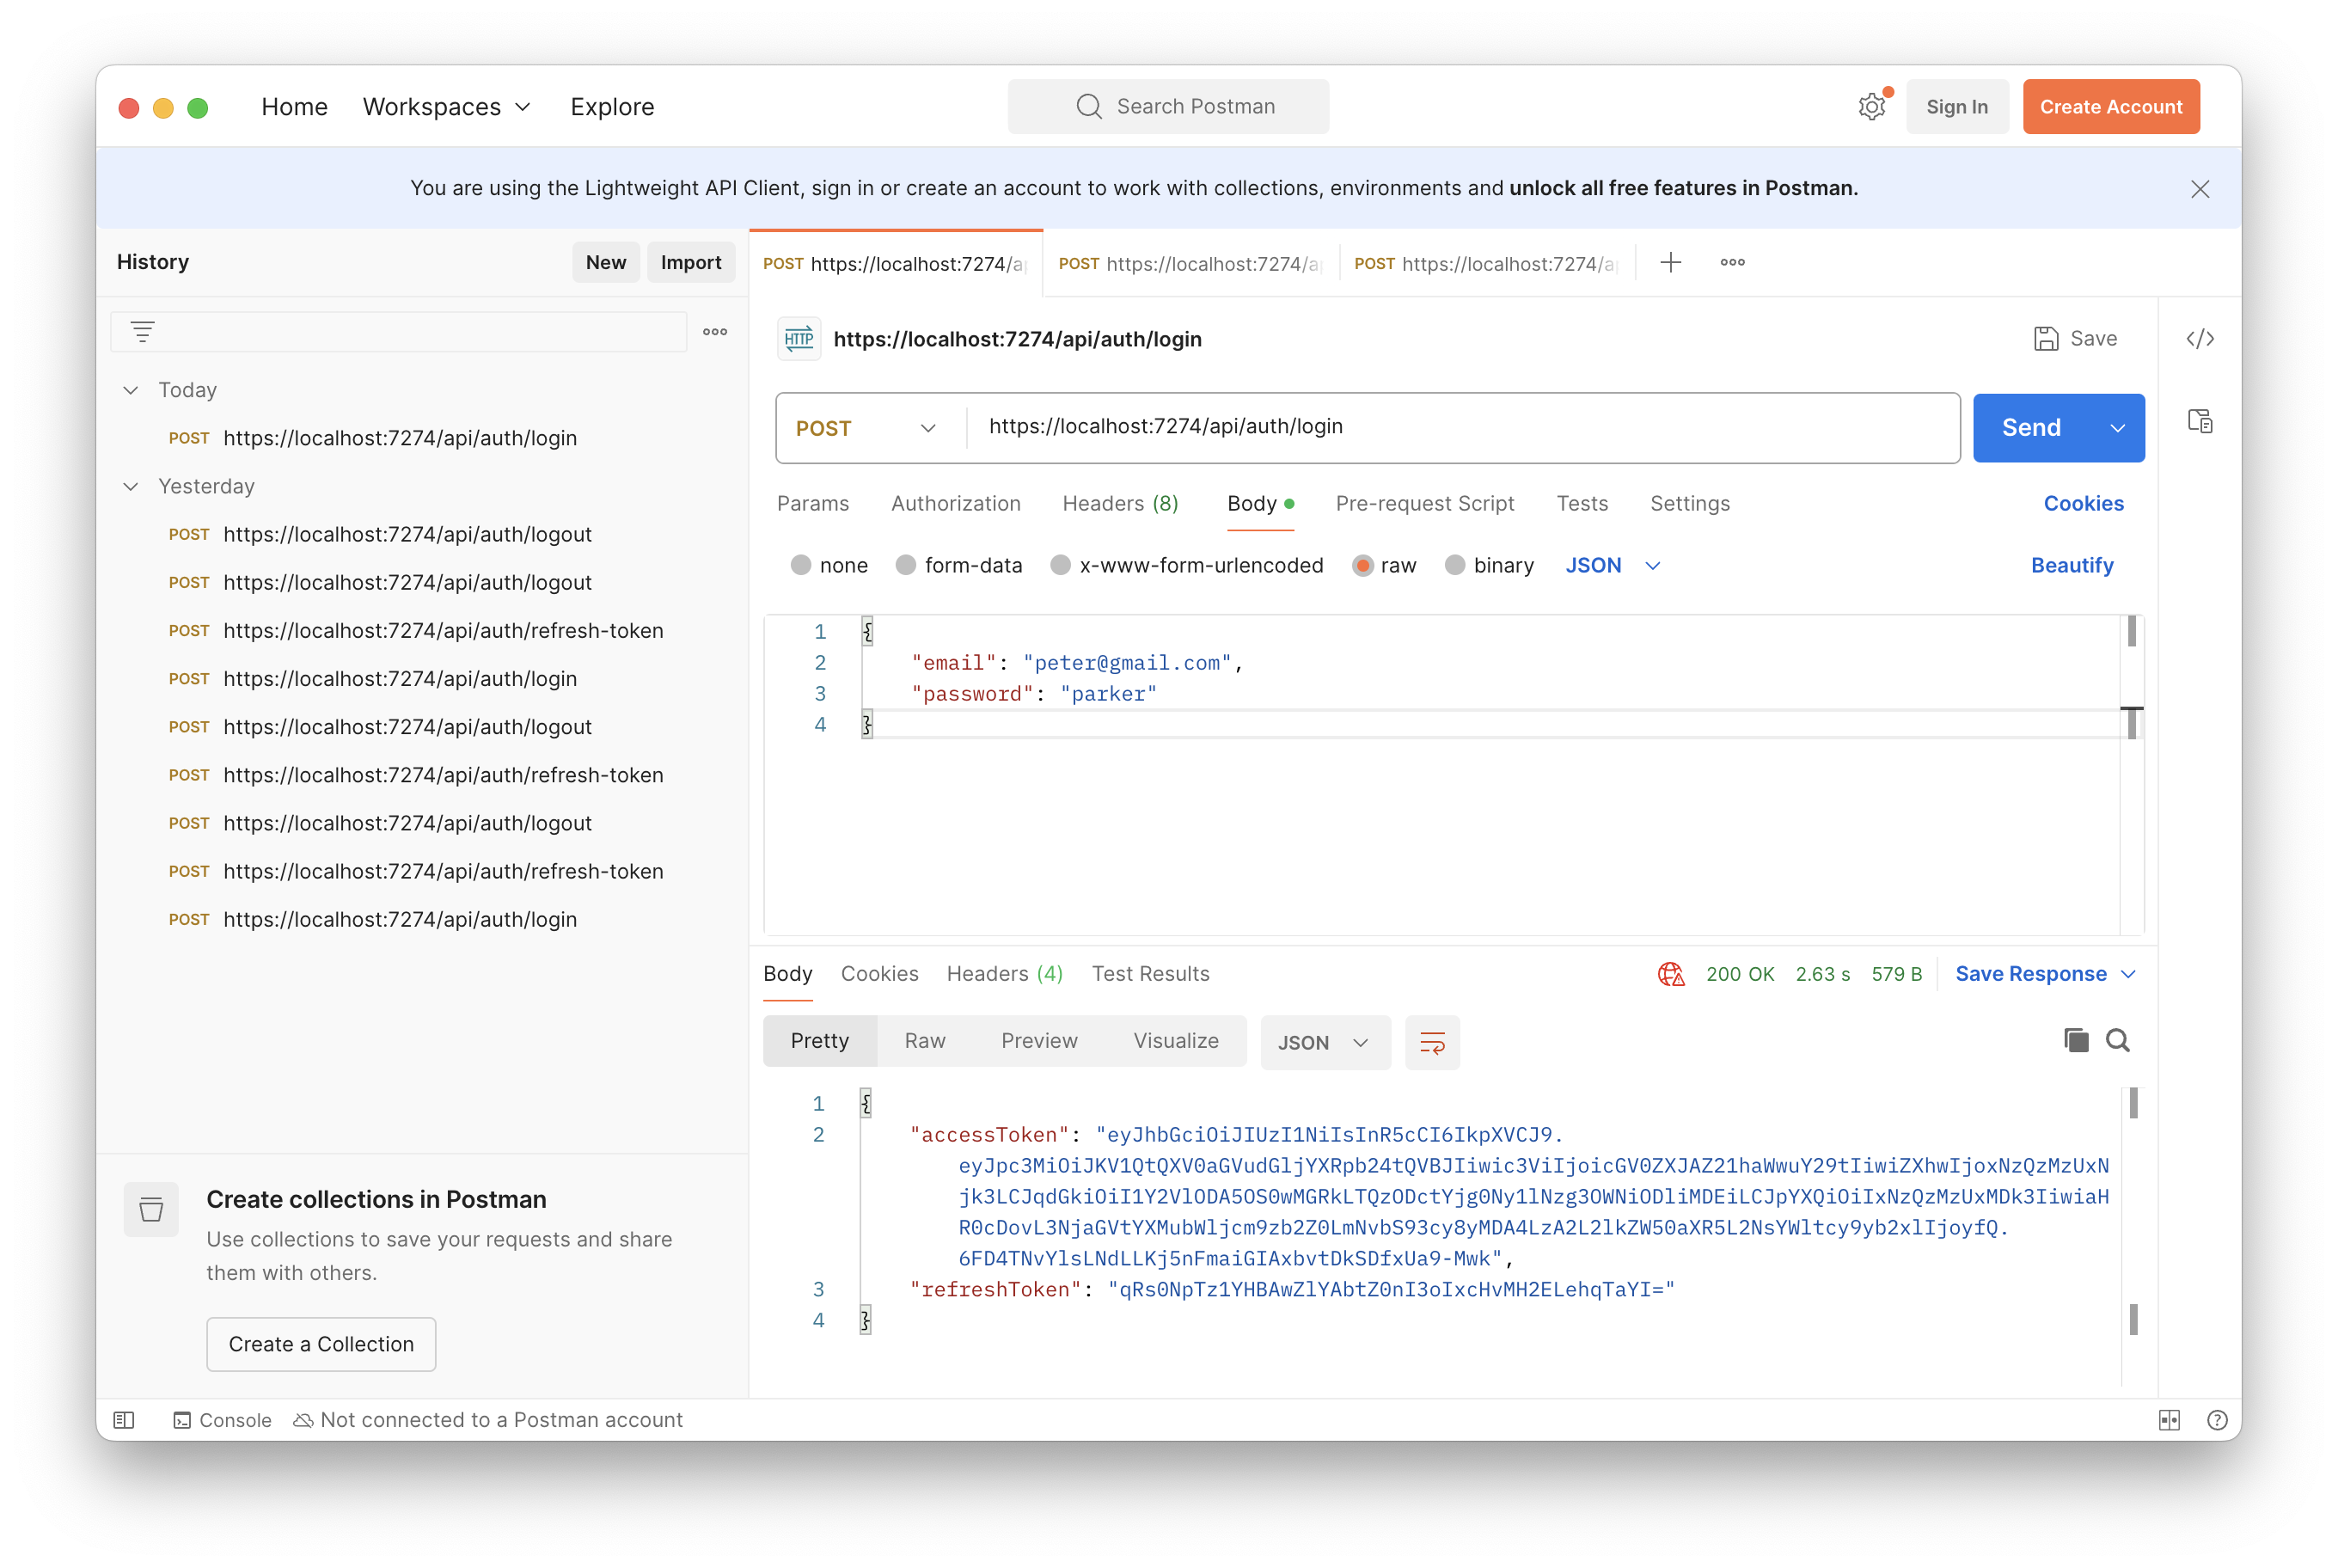 Home Workspaces Explore Search Postman Sign In Create Account
You are using the Lightweight API Client, sign in or create an account to work with collections, environments and unlock all free features in Postman.
History New Import
Today
POST https://localhost:7274/api/auth/login
Yesterday
POST https://localhost:7274/api/auth/logout
POST https://localhost:7274/api/auth/logout
POST https://localhost:7274/api/auth/refresh-token
POST https://localhost:7274/api/auth/login
POST https://localhost:7274/api/auth/logout
POST https://localhost:7274/api/auth/refresh-token
POST https://localhost:7274/api/auth/logout
POST https://localhost:7274/api/auth/refresh-token
POST https://localhost:7274/api/auth/login
Create collections in Postman
Use collections to save your requests and share
them with others.
Create a Collection
POST https://localhost:7274/a POST https://localhost:7274/a POST https://localhost:7274/a
HTTP https://localhost:7274/api/auth/login Save
POST https://localhost:7274/api/auth/login Send
Params Authorization Headers (8) Body Pre-request Script Tests Settings Cookies
none form-data x-www-form-urlencoded raw binary JSON Beautify
1 {
2 "email": "peter@gmail.com",
3 "password": "parker"
4 }
Body Cookies Headers (4) Test Results 200 OK 2.63 s 579 B Save Response
Pretty Raw Preview Visualize JSON
1 {
2 "accessToken": "eyJhbGciOiJIUzI1NiIsInR5cCI6IkpXVCJ9.
eyJpc3MiOiJKV1QtQXV0aGVudGljYXRpb24tQVBJIiwic3ViIjoicGV0ZXJAZ21haWwuY29tIiwiZXhwIjoxNzQzMzUxN
jk3LCJqdGkiOiI1Y2VlODA5OS0wMGRkLTQzODctYjg0Ny1lNzg3OWNiODliMDEiLCJpYXQiOiIxNzQzMzUxMDk3IiwiaH
R0cDovL3NjaGVtYXMubWljcm9zb2Z0LmNvbS93cy8yMDA4LzA2L2lkZW50aXR5L2NsYWltcy9yb2xlIjoyfQ.
6FD4TNvYlsLNdLLKj5nFmaiGIAxbvtDkSDfxUa9-Mwk",
3 "refreshToken": "qRs0NpTz1YHBAwZlYAbtZ0nI3oIxcHvMH2ELehqTaYI="
4 }
Console Not connected to a Postman account